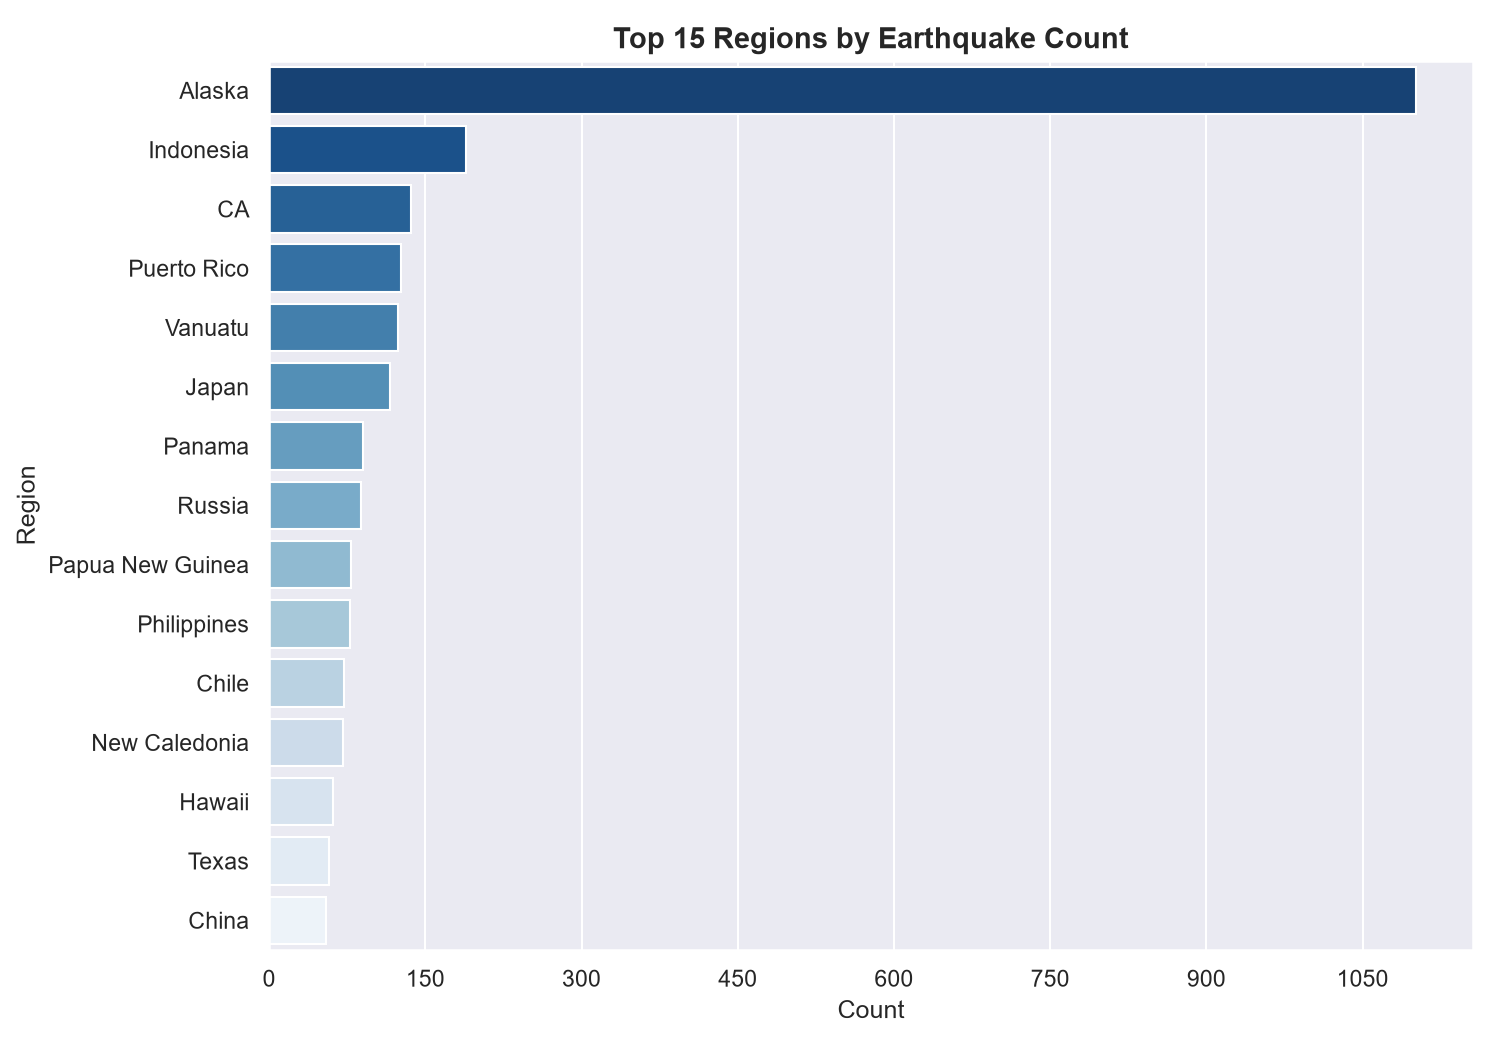 Top 15 Regions by Earthquake Count
Alaska
Indonesia
CA
Puerto Rico
Vanuatu
Japan
Panama
Russia
Papua New Guinea
Philippines
Chile
New Caledonia
Hawaii
Texas
China
Region
0 150 300 450 600 750 900 1050
Count